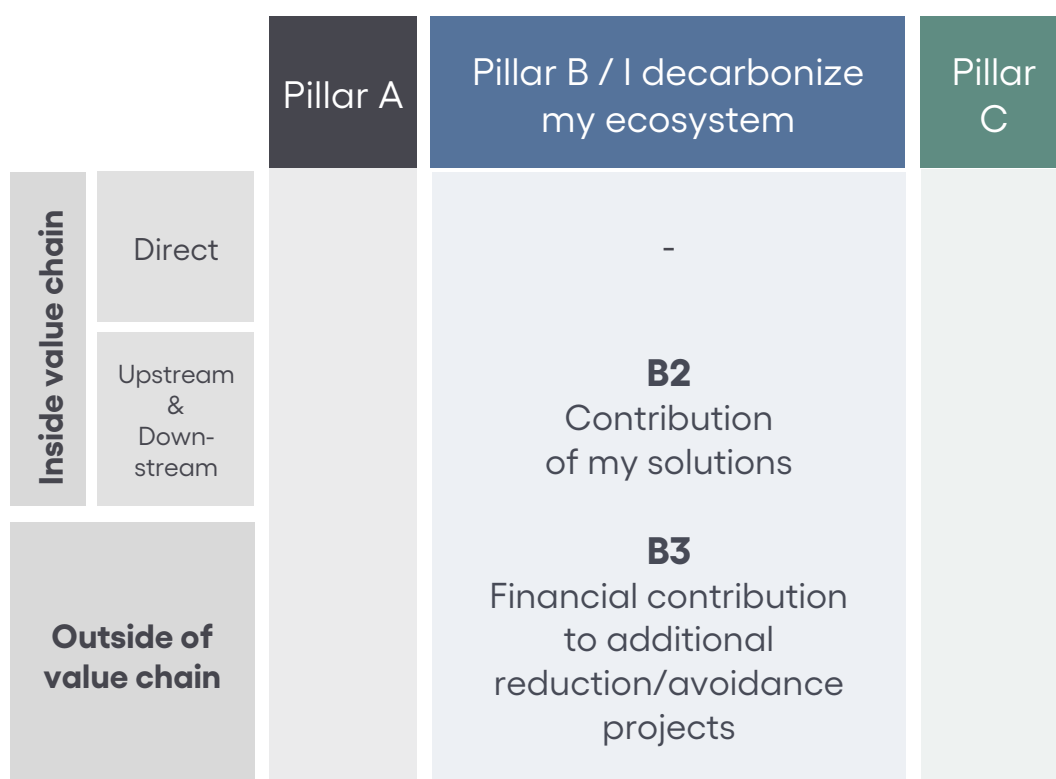 Pillar A
Pillar B / I decarbonize
my ecosystem
Pillar
C
Inside value chain
Direct
-
Upstream
&
Down-
stream
B2
Contribution
of my solutions
Outside of
value chain
B3
Financial contribution
to additional
reduction/avoidance
projects